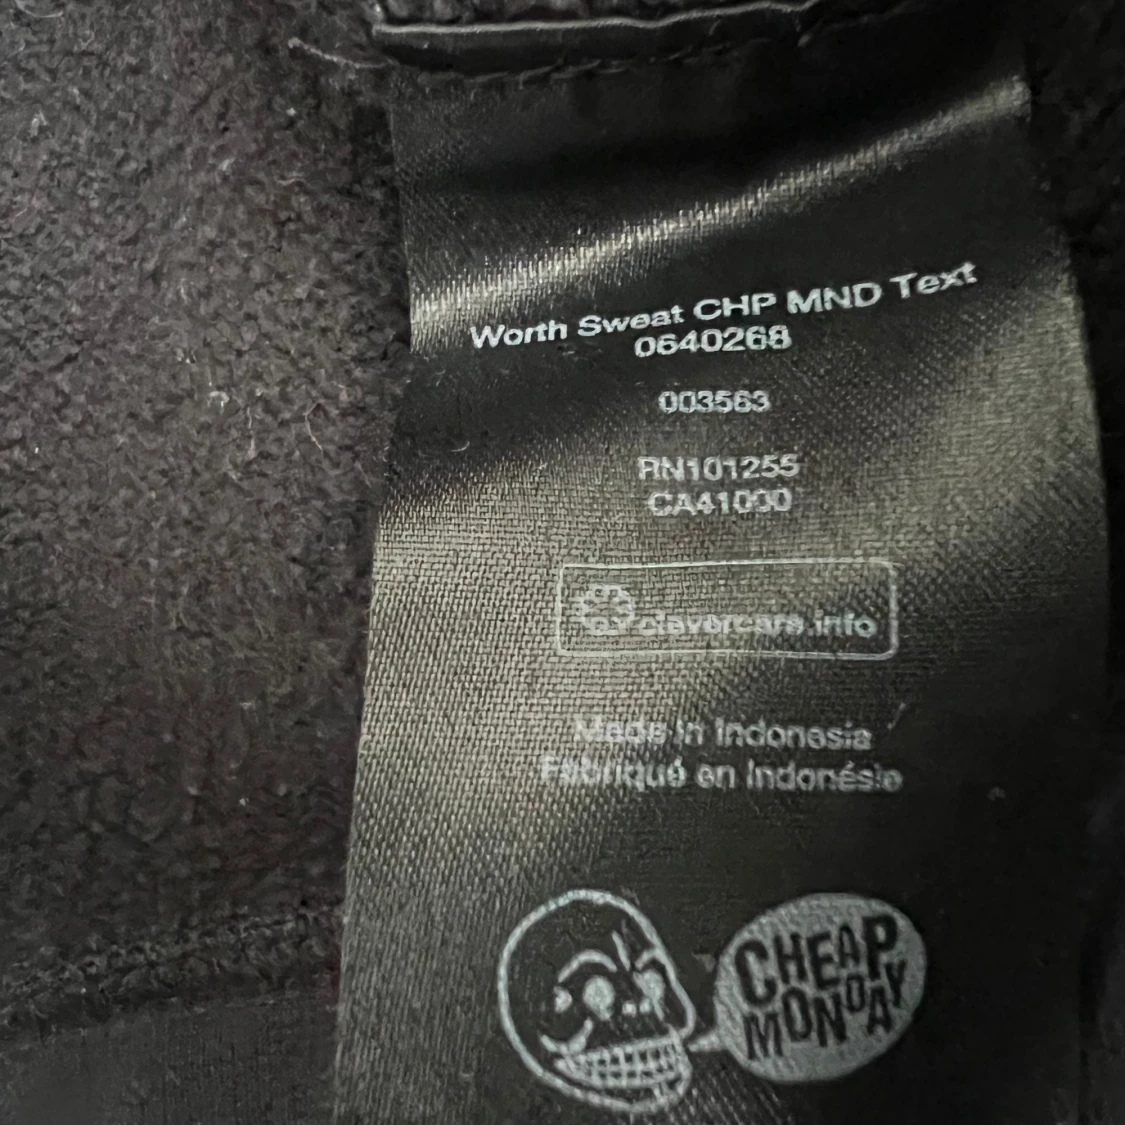 Worth Sweat CHP MND Text
0640268
003563
RN101255
CA41000
clevercare.info
Made in Indonesia
Fabriqué en Indonésie
CHEAP
MONDAY